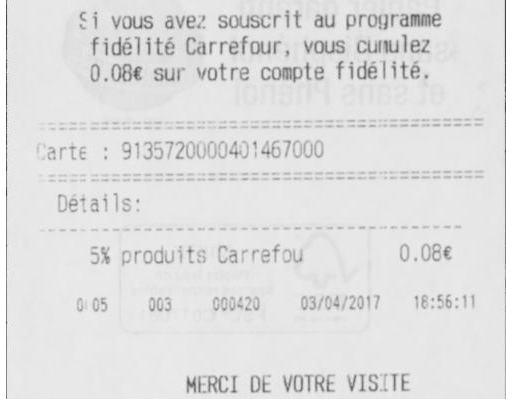 Si vous avez souscrit au programme
fidélité Carrefour, vous cumulez
0.08€ sur votre compte fidélité.
Carte : 9135720000401467000
Détails:
5% produits Carrefou 0.08€
003 000420 03/04/2017 18:56:11
MERCI DE VOTRE VISITE